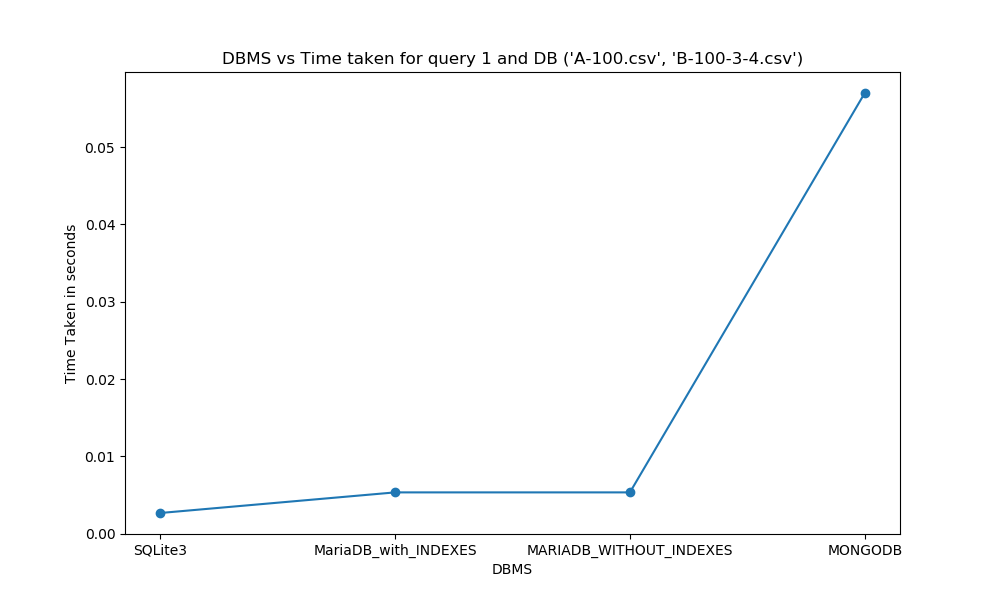 DBMS vs Time taken for query 1 and DB ('A-100.csv', 'B-100-3-4.csv')
Time Taken in seconds
0.05
0.04
0.03
0.02
0.01
0.00
SQLite3 MariaDB_with_INDEXES MARIADB_WITHOUT_INDEXES MONGODB
DBMS